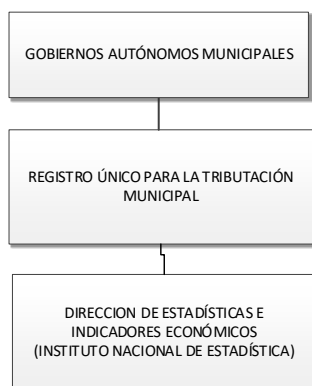 GOBIERNOS AUTÓNOMOS MUNICIPALES
REGISTRO ÚNICO PARA LA TRIBUTACIÓN
MUNICIPAL
DIRECCION DE ESTADÍSTICAS E
INDICADORES ECONÓMICOS
(INSTITUTO NACIONAL DE ESTADÍSTICA)